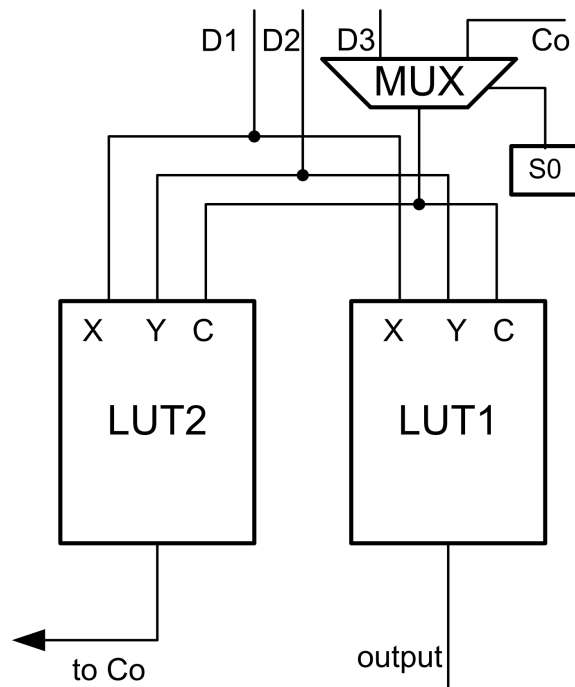 D1 D2 D3 Co
MUX
S0
X Y C X Y C
LUT2 LUT1
to Co output